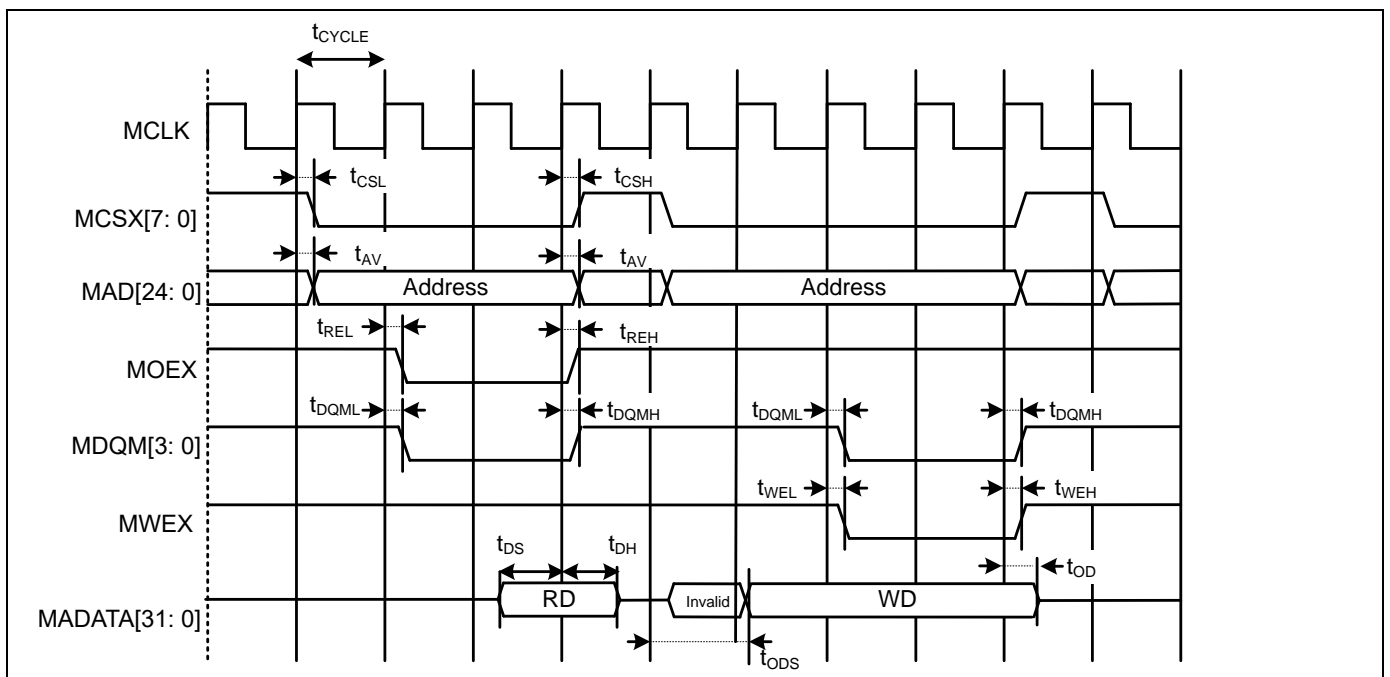 tCYCLE
MCLK
tCSL
tCSH
MCSX[7: 0]
tAV
tAV
MAD[24: 0]
Address
Address
tREL
tREH
MOEX
tDQML
tDQMH
tDQML
tDQMH
MDQM[3: 0]
tWEL
tWEH
MWEX
tDS
tDH
tOD
MADATA[31: 0]
RD
Invalid
WD
tODS